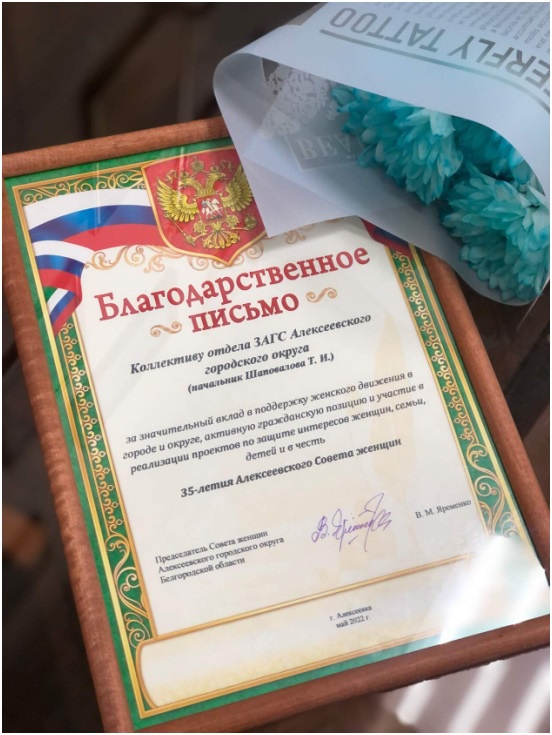 ERFLY TATTOO
BEA
Благодарственное
письмо
Коллективу отдела ЗАГС Алексеевского
городского округа
(начальник Шаповалова Т. И.)
за значительный вклад в поддержку женского движения в
городе и округе, активную гражданскую позицию и участие в
реализации проектов по защите интересов женщин, семьи,
детей и в честь
35-летия Алексеевского Совета женщин
Председатель Совета женщин
Алексеевского городского округа
Белгородской области
В. М. Яроменко
г. Алексеевка
май 2022 г.